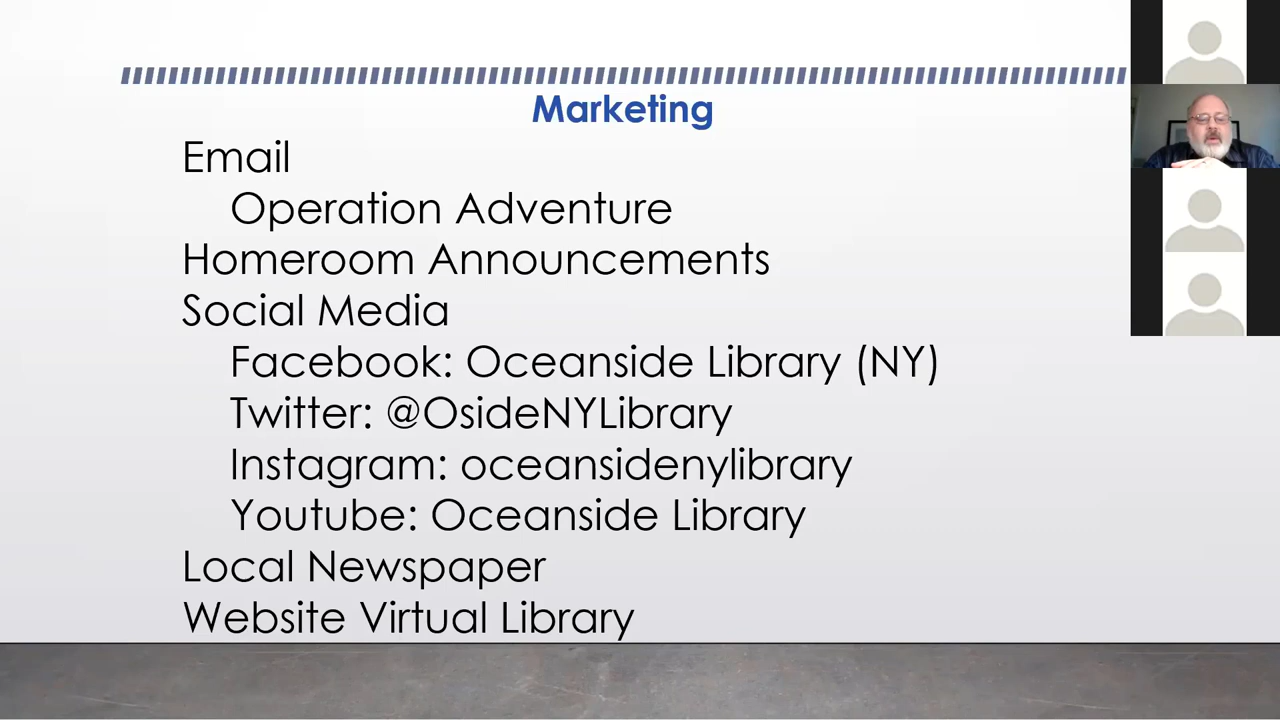 Marketing
Email
Operation Adventure
Homeroom Announcements
Social Media
Facebook: Oceanside Library (NY)
Twitter: @OsideNYLibrary
Instagram: oceansidenylibrary
Youtube: Oceanside Library
Local Newspaper
Website Virtual Library